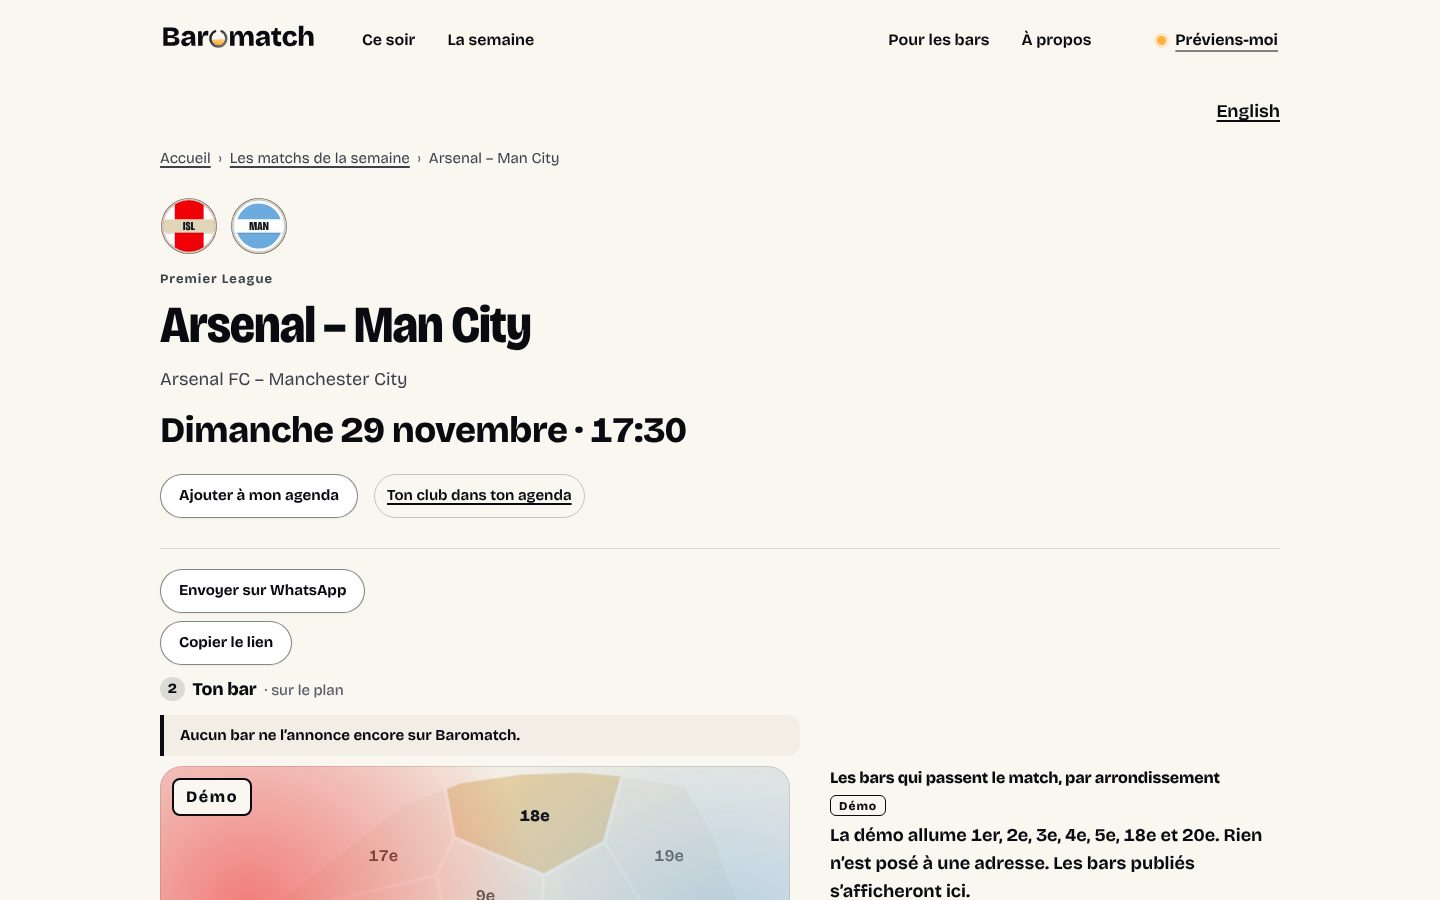 Baromatch
Ce soir
La semaine
Pour les bars
À propos
Préviens-moi
English
Accueil › Les matchs de la semaine › Arsenal – Man City
ISL
MAN
Premier League
Arsenal – Man City
Arsenal FC – Manchester City
Dimanche 29 novembre · 17:30
Ajouter à mon agenda
Ton club dans ton agenda
Envoyer sur WhatsApp
Copier le lien
2 Ton bar · sur le plan
Aucun bar ne l’annonce encore sur Baromatch.
Démo
18e
17e
19e
9e
Les bars qui passent le match, par arrondissement
Démo
La démo allume 1er, 2e, 3e, 4e, 5e, 18e et 20e. Rien
n’est posé à une adresse. Les bars publiés
s’afficheront ici.